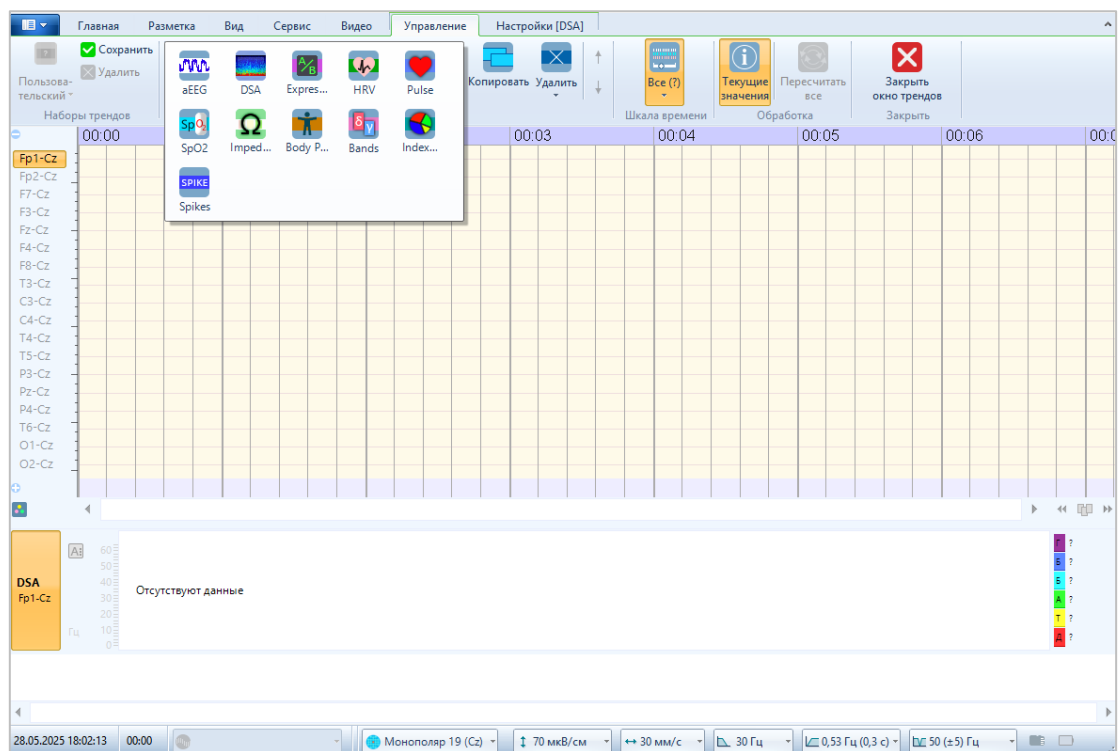 Главная Разметка Вид Сервис Видео Управление Настройки [DSA]
Пользова-
тельский
Сохранить
Удалить
Наборы трендов
aEEG DSA Expres... HRV Pulse
SpO₂
SpO2 Imped... Body P... Bands Index...
SPIKE
Spikes
Копировать Удалить
Все (?)
Шкала времени
Текущие
значения
Пересчитать
все
Обработка
Закрыть
окно трендов
Закрыть
00:00 00:03 00:04 00:05 00:06
Fp1-Cz
Fp2-Cz
F7-Cz
F3-Cz
Fz-Cz
F4-Cz
F8-Cz
T3-Cz
C3-Cz
C4-Cz
T4-Cz
T5-Cz
P3-Cz
Pz-Cz
P4-Cz
T6-Cz
O1-Cz
O2-Cz
DSA
Fp1-Cz
60
50
40
30
20
10
0
Гц
Отсутствуют данные
Г ?
Б ?
Б ?
А ?
Т ?
Д ?
28.05.2025 18:02:13 00:00 Монополяр 19 (Cz) 70 мкВ/см 30 мм/с 30 Гц 0,53 Гц (0,3 с) 50 (±5) Гц